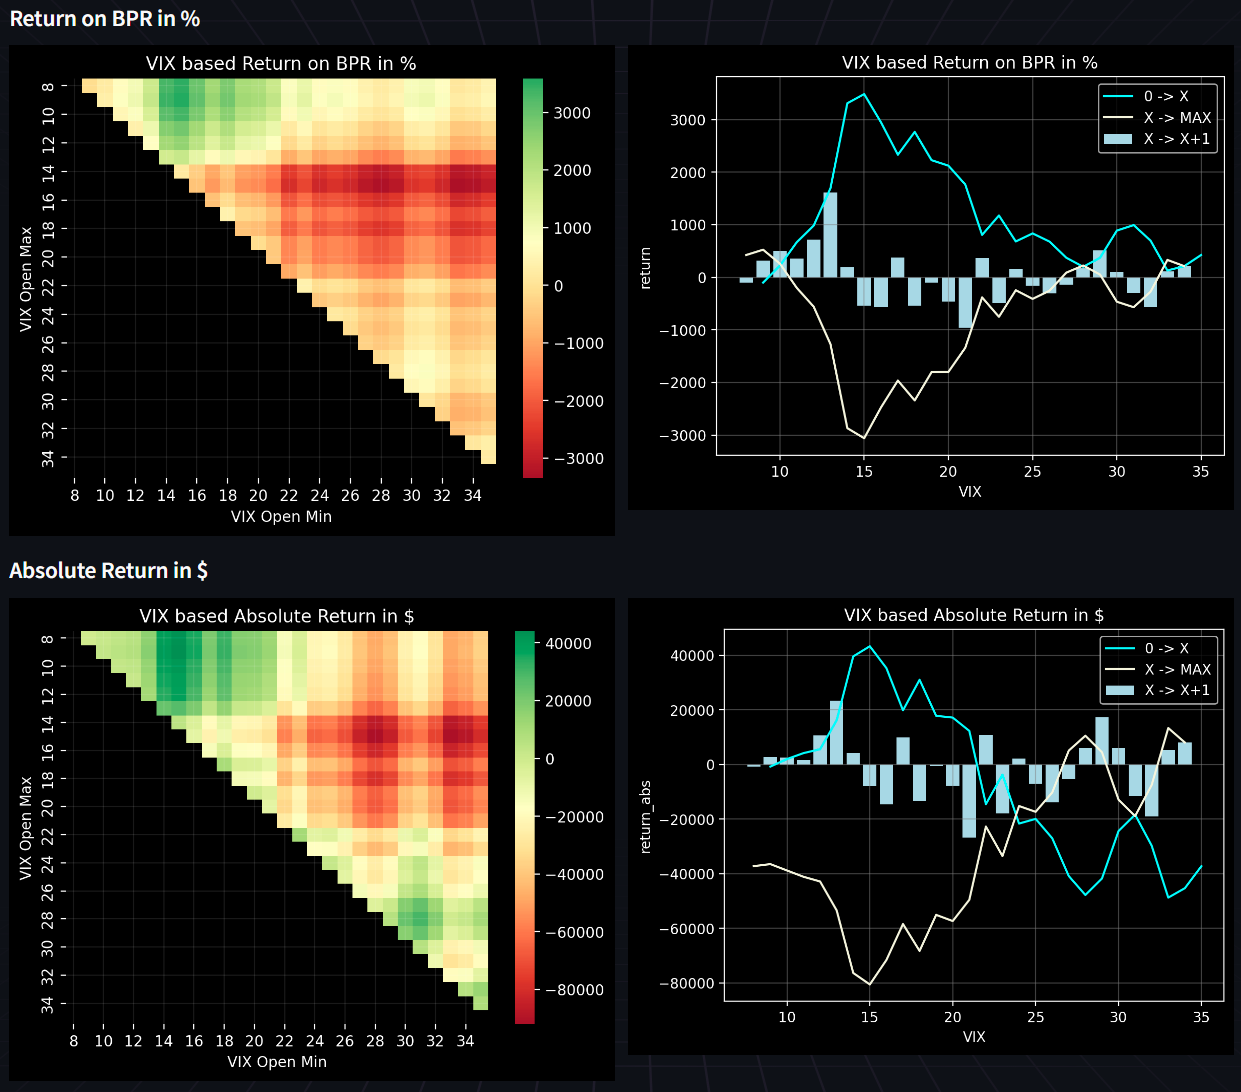 Return on BPR in %
VIX based Return on BPR in %
8
10
12
14
16
18
20
22
24
26
28
30
32
34
VIX Open Max
8 10 12 14 16 18 20 22 24 26 28 30 32 34
VIX Open Min
3000
2000
1000
0
−1000
−2000
−3000
VIX based Return on BPR in %
0 -> X
X -> MAX
X -> X+1
3000
2000
1000
0
−1000
−2000
−3000
return
10 15 20 25 30 35
VIX
Absolute Return in $
VIX based Absolute Return in $
8
10
12
14
16
18
20
22
24
26
28
30
32
34
VIX Open Max
8 10 12 14 16 18 20 22 24 26 28 30 32 34
VIX Open Min
40000
20000
0
−20000
−40000
−60000
−80000
VIX based Absolute Return in $
0 -> X
X -> MAX
X -> X+1
40000
20000
0
−20000
−40000
−60000
−80000
return_abs
10 15 20 25 30 35
VIX